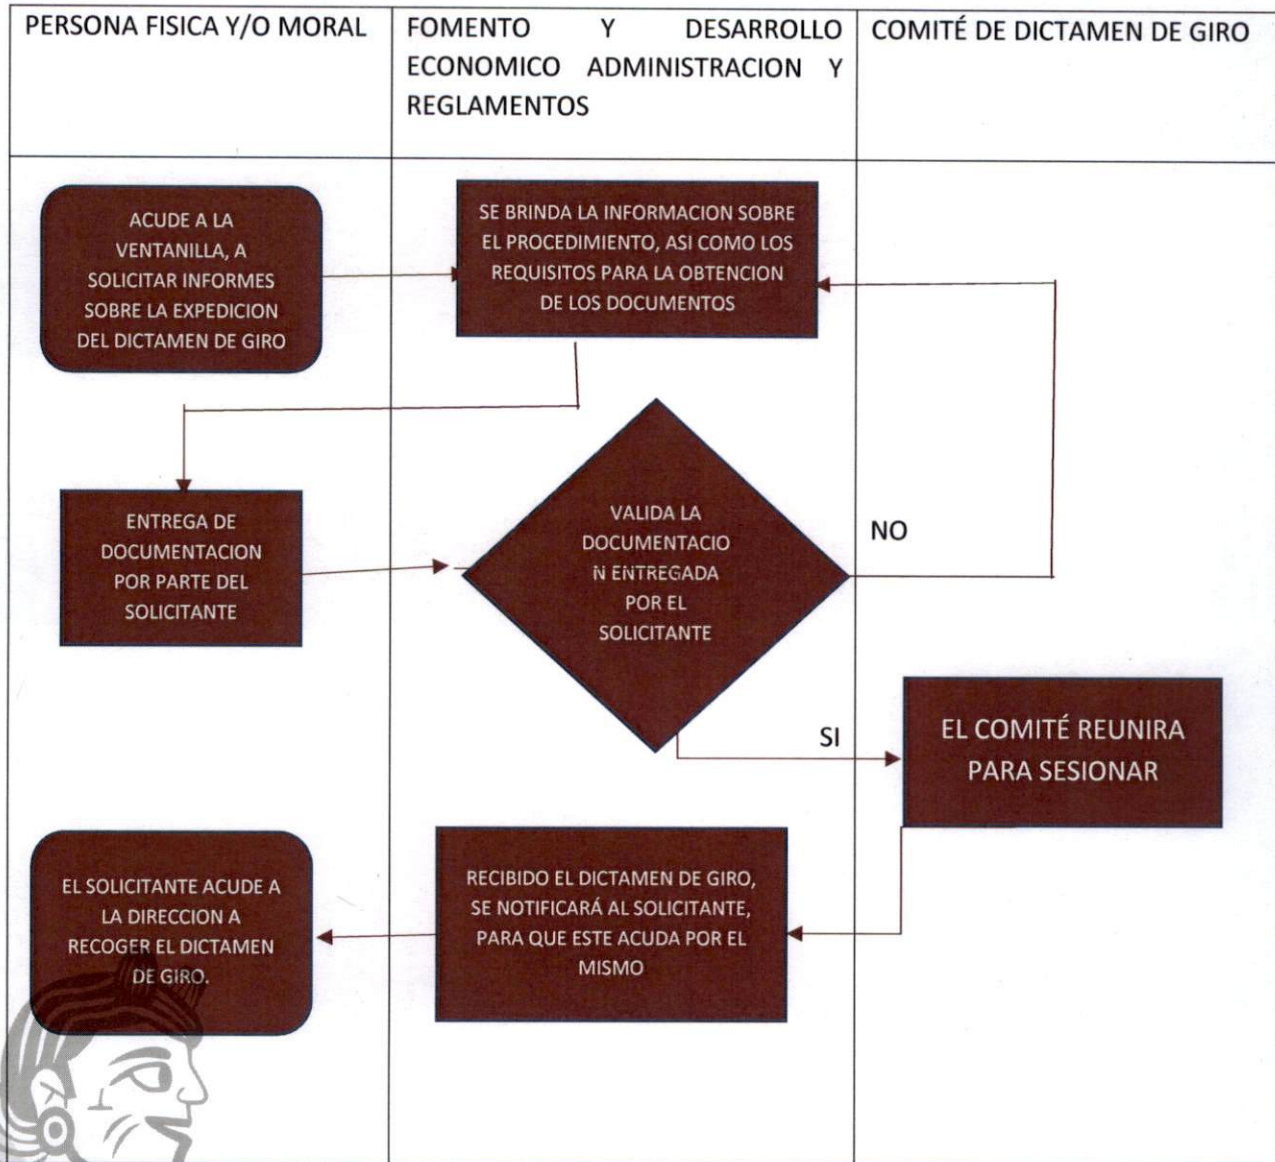 PERSONA FISICA Y/O MORAL
FOMENTO Y DESARROLLO
ECONOMICO ADMINISTRACION Y
REGLAMENTOS
COMITÉ DE DICTAMEN DE GIRO
ACUDE A LA
VENTANILLA, A
SOLICITAR INFORMES
SOBRE LA EXPEDICION
DEL DICTAMEN DE GIRO
SE BRINDA LA INFORMACION SOBRE
EL PROCEDIMIENTO, ASI COMO LOS
REQUISITOS PARA LA OBTENCION
DE LOS DOCUMENTOS
ENTREGA DE
DOCUMENTACION
POR PARTE DEL
SOLICITANTE
VALIDA LA
DOCUMENTACIO
N ENTREGADA
POR EL
SOLICITANTE
NO
SI
EL COMITÉ REUNIRA
PARA SESIONAR
RECIBIDO EL DICTAMEN DE GIRO,
SE NOTIFICARÁ AL SOLICITANTE,
PARA QUE ESTE ACUDA POR EL
MISMO
EL SOLICITANTE ACUDE A
LA DIRECCION A
RECOGER EL DICTAMEN
DE GIRO.